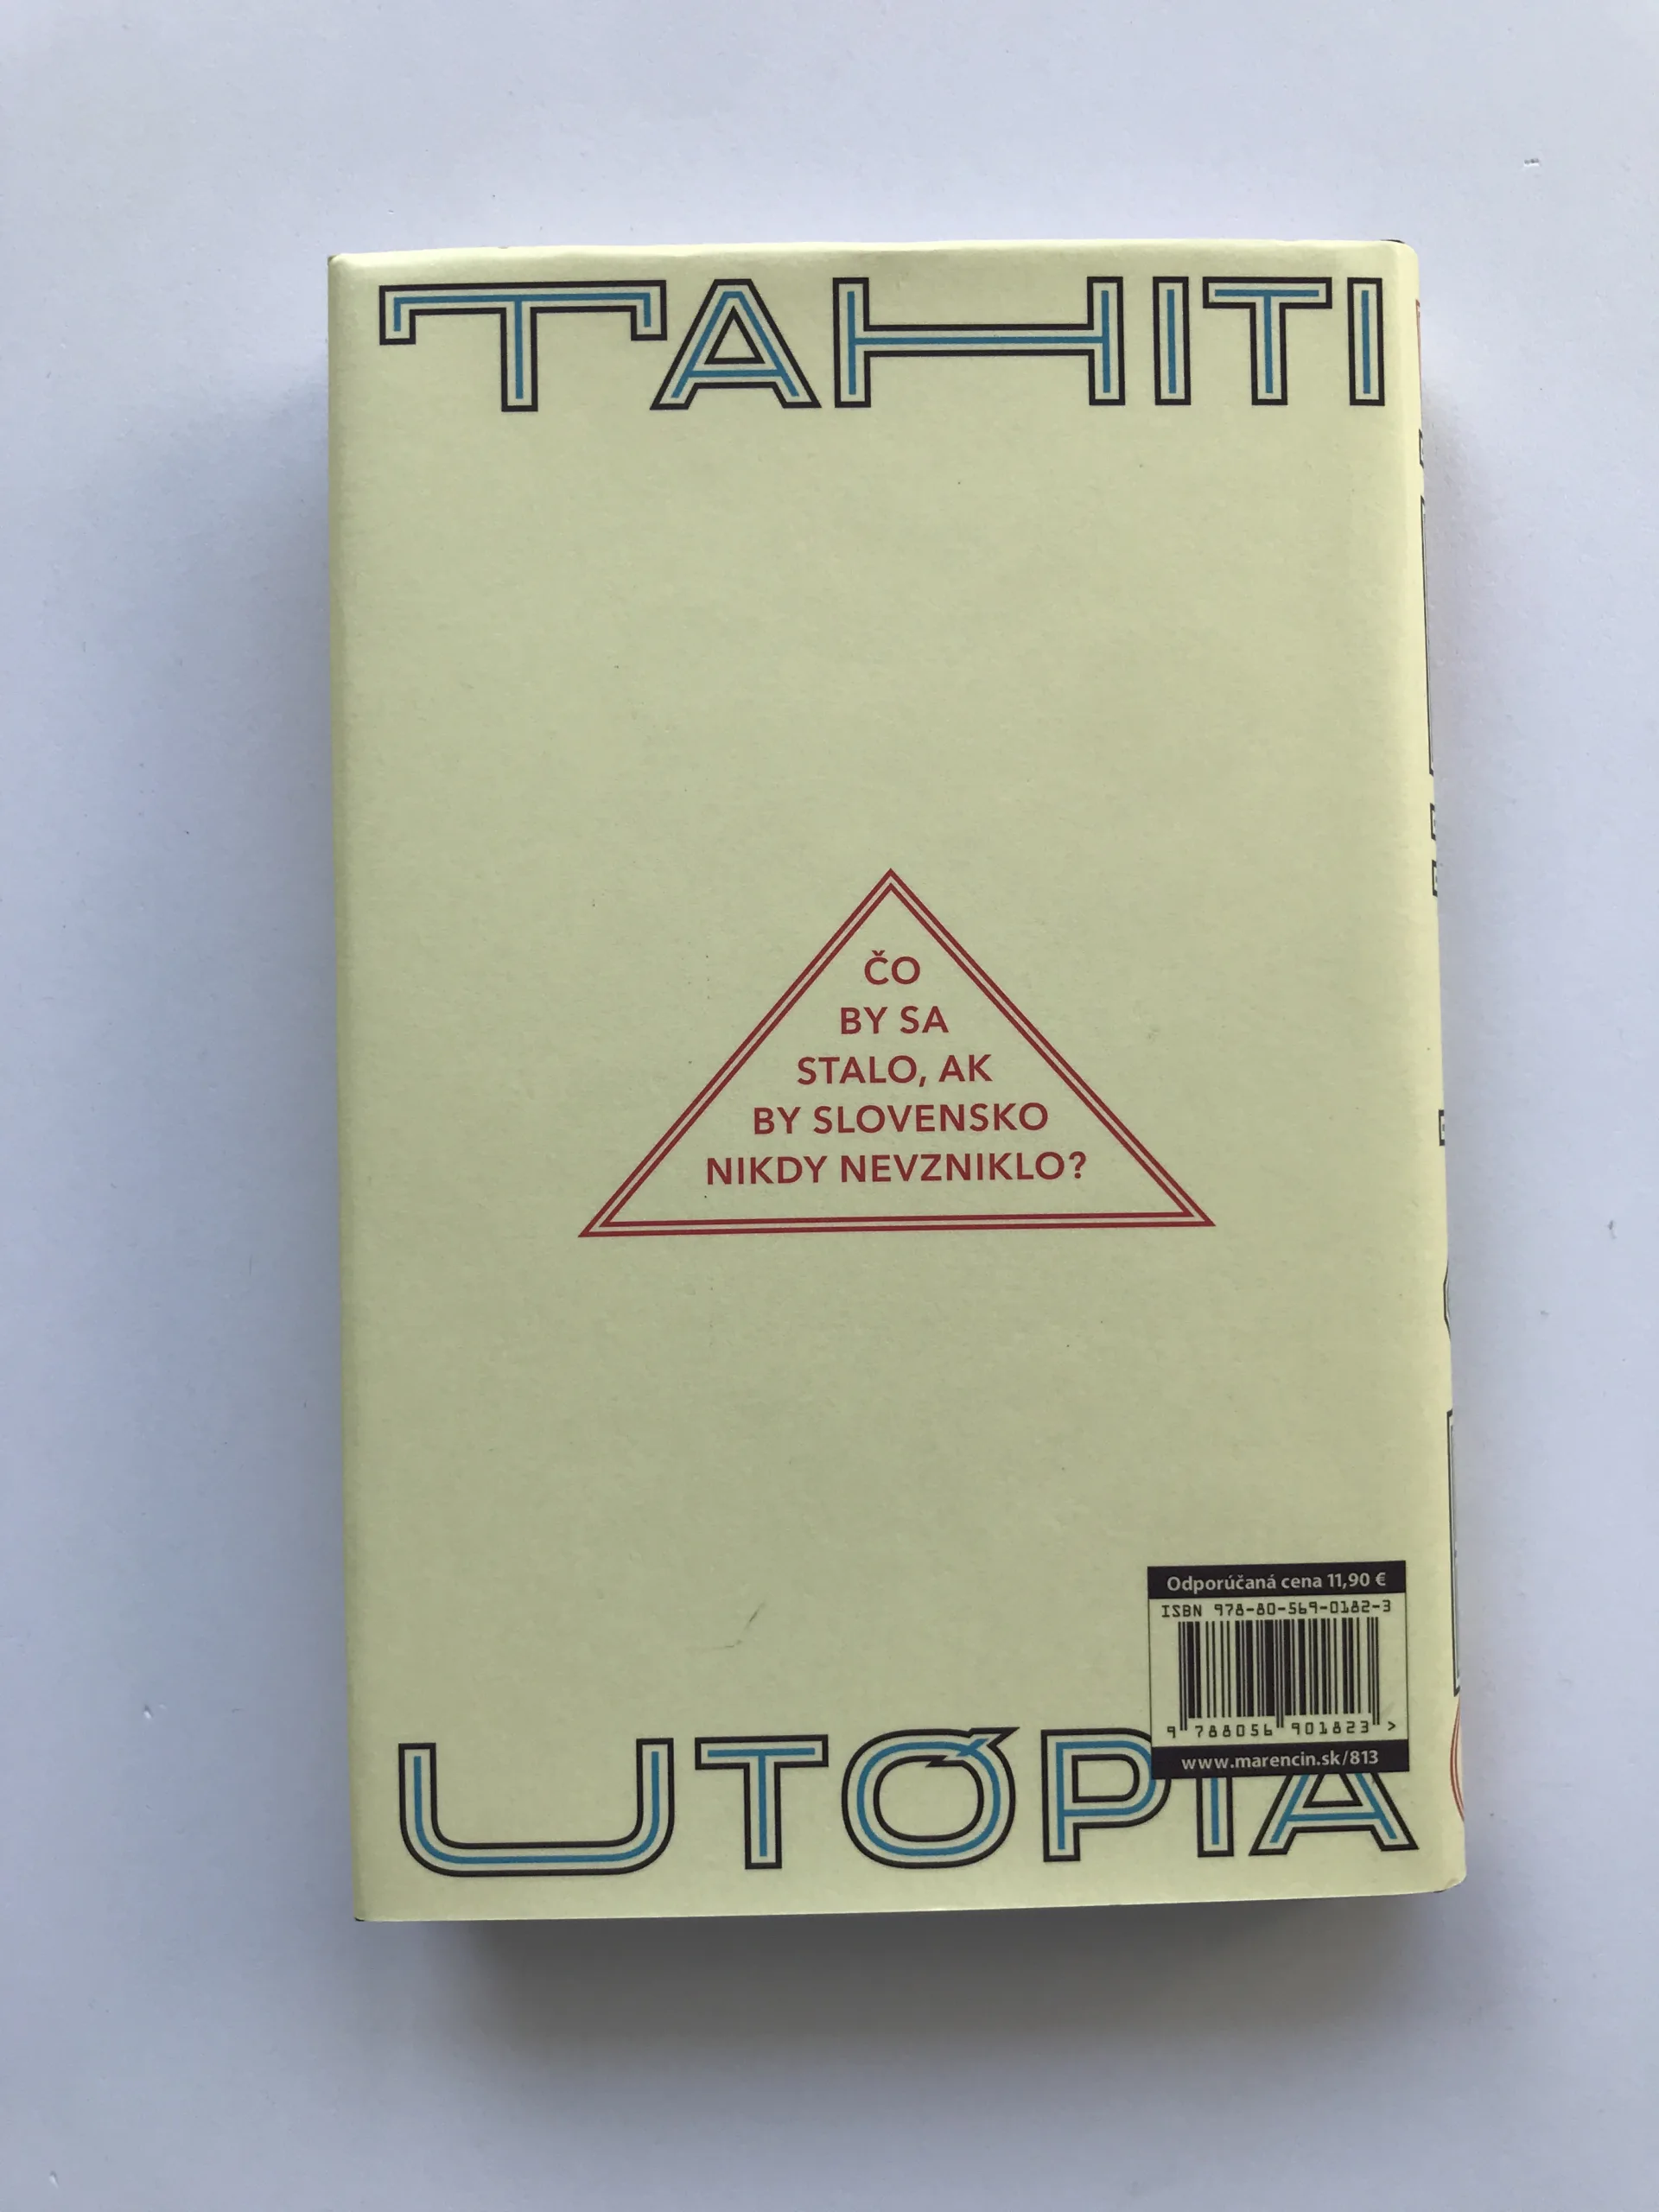 TAHITI
ČO
BY SA
STALO, AK
BY SLOVENSKO
NIKDY NEVZNIKLO?
Odporúčaná cena 11,90 €
ISBN 978-80-569-0182-3
9 788056 901823 >
www.marencin.sk/813
UTÓPIA